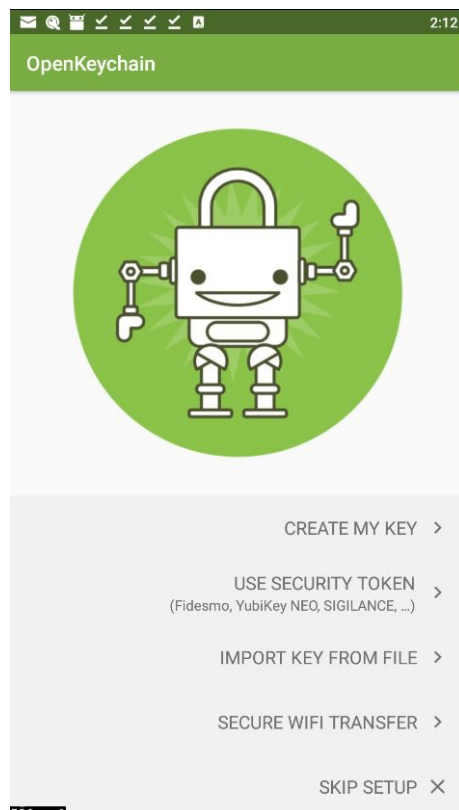 2:12
OpenKeychain
CREATE MY KEY
USE SECURITY TOKEN
(Fidesmo, YubiKey NEO, SIGILANCE, ...)
IMPORT KEY FROM FILE
SECURE WIFI TRANSFER
SKIP SETUP